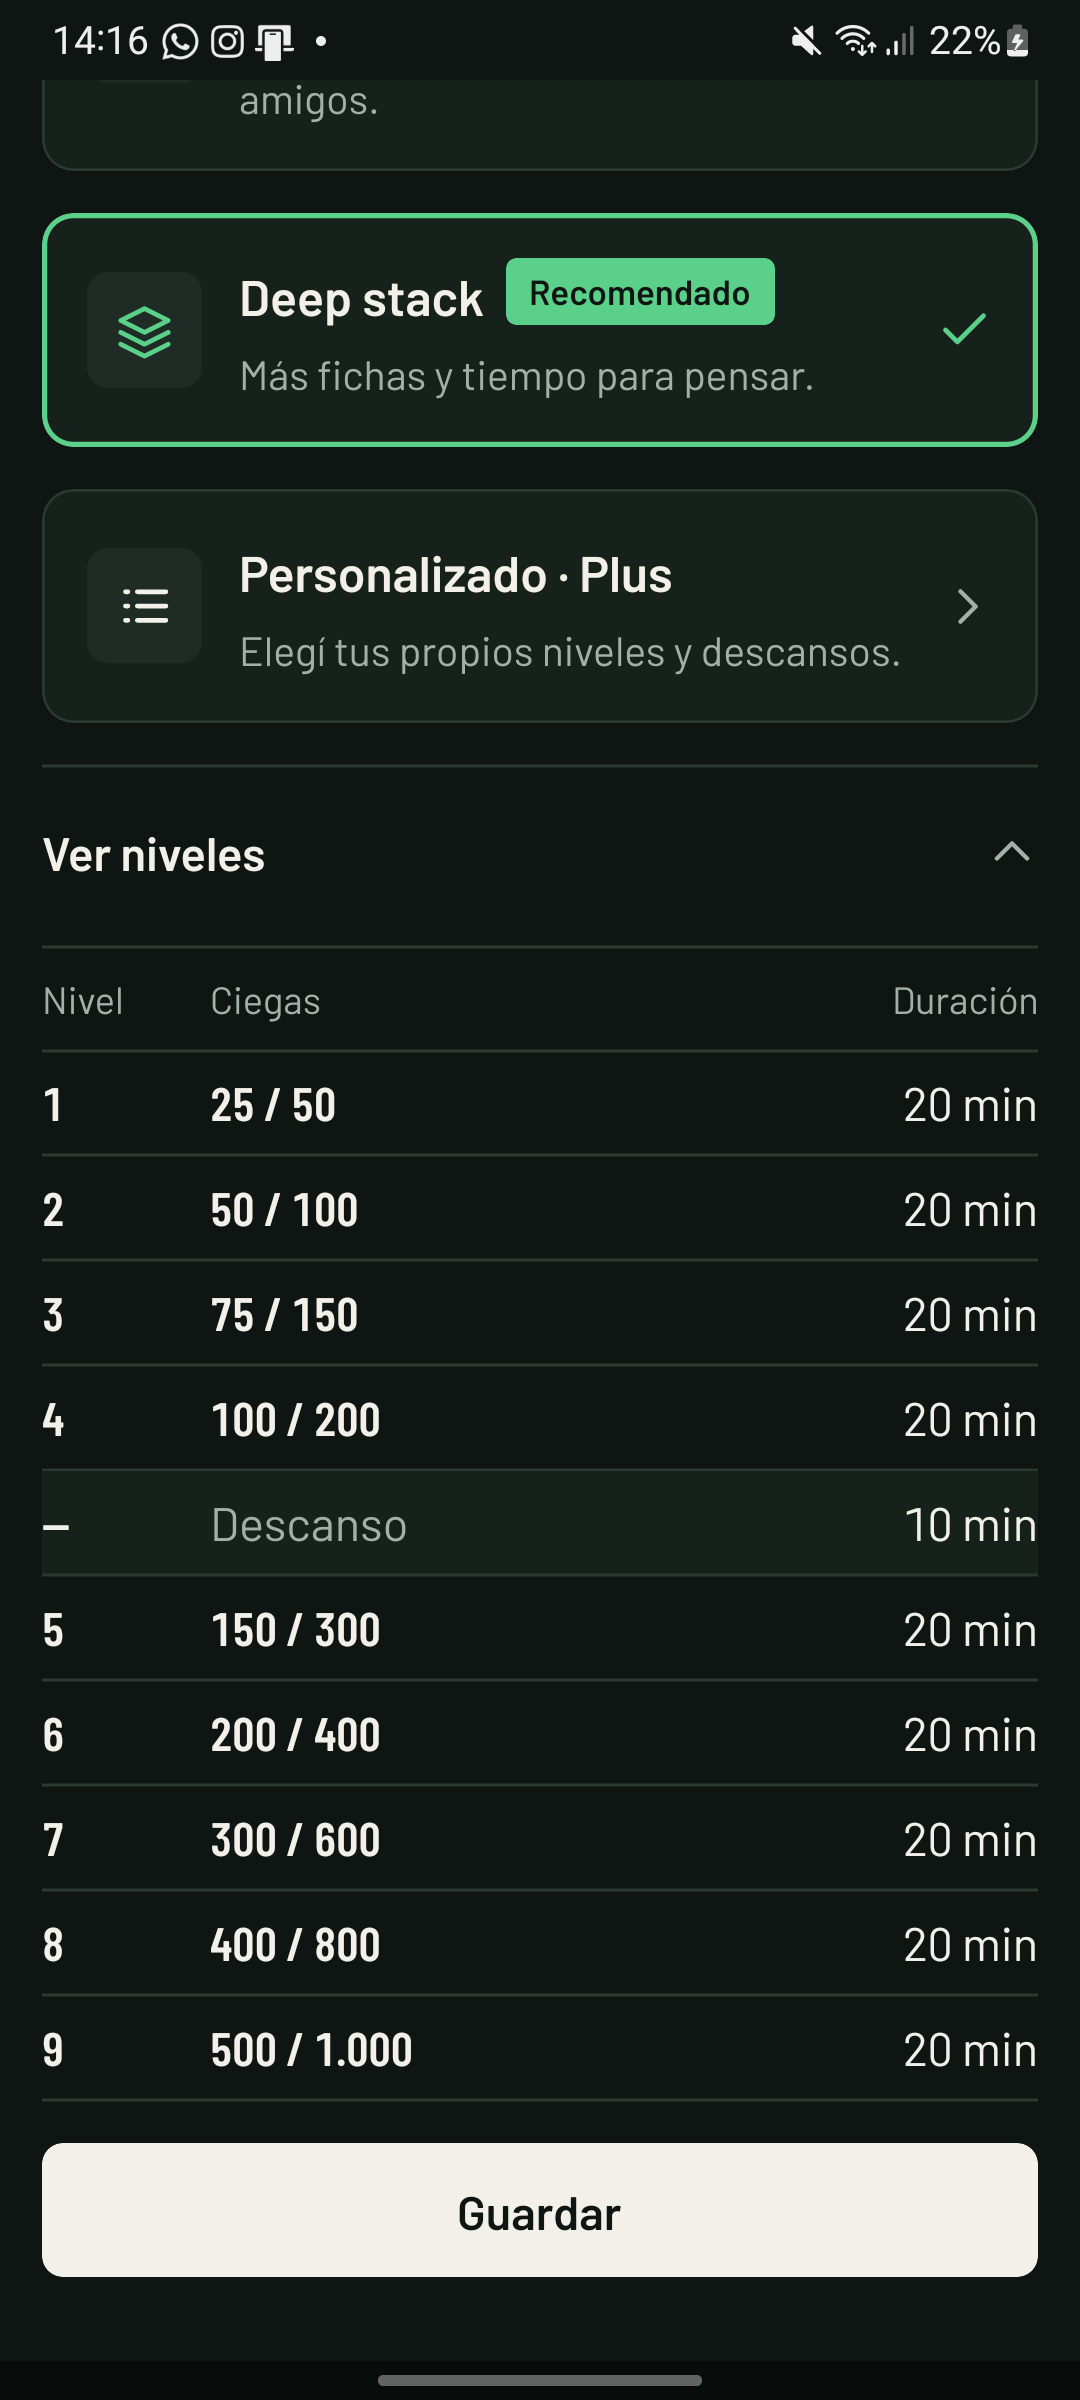 14:16
22%
amigos.
Deep stack Recomendado
Más fichas y tiempo para pensar.
Personalizado · Plus
Elegí tus propios niveles y descansos.
Ver niveles
Nivel Ciegas Duración
1 25 / 50 20 min
2 50 / 100 20 min
3 75 / 150 20 min
4 100 / 200 20 min
– Descanso 10 min
5 150 / 300 20 min
6 200 / 400 20 min
7 300 / 600 20 min
8 400 / 800 20 min
9 500 / 1.000 20 min
Guardar